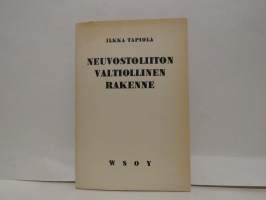 ILKKA TAPIOLA
NEUVOSTOLIITON
VALTIOLLINEN
RAKENNE
WSOY